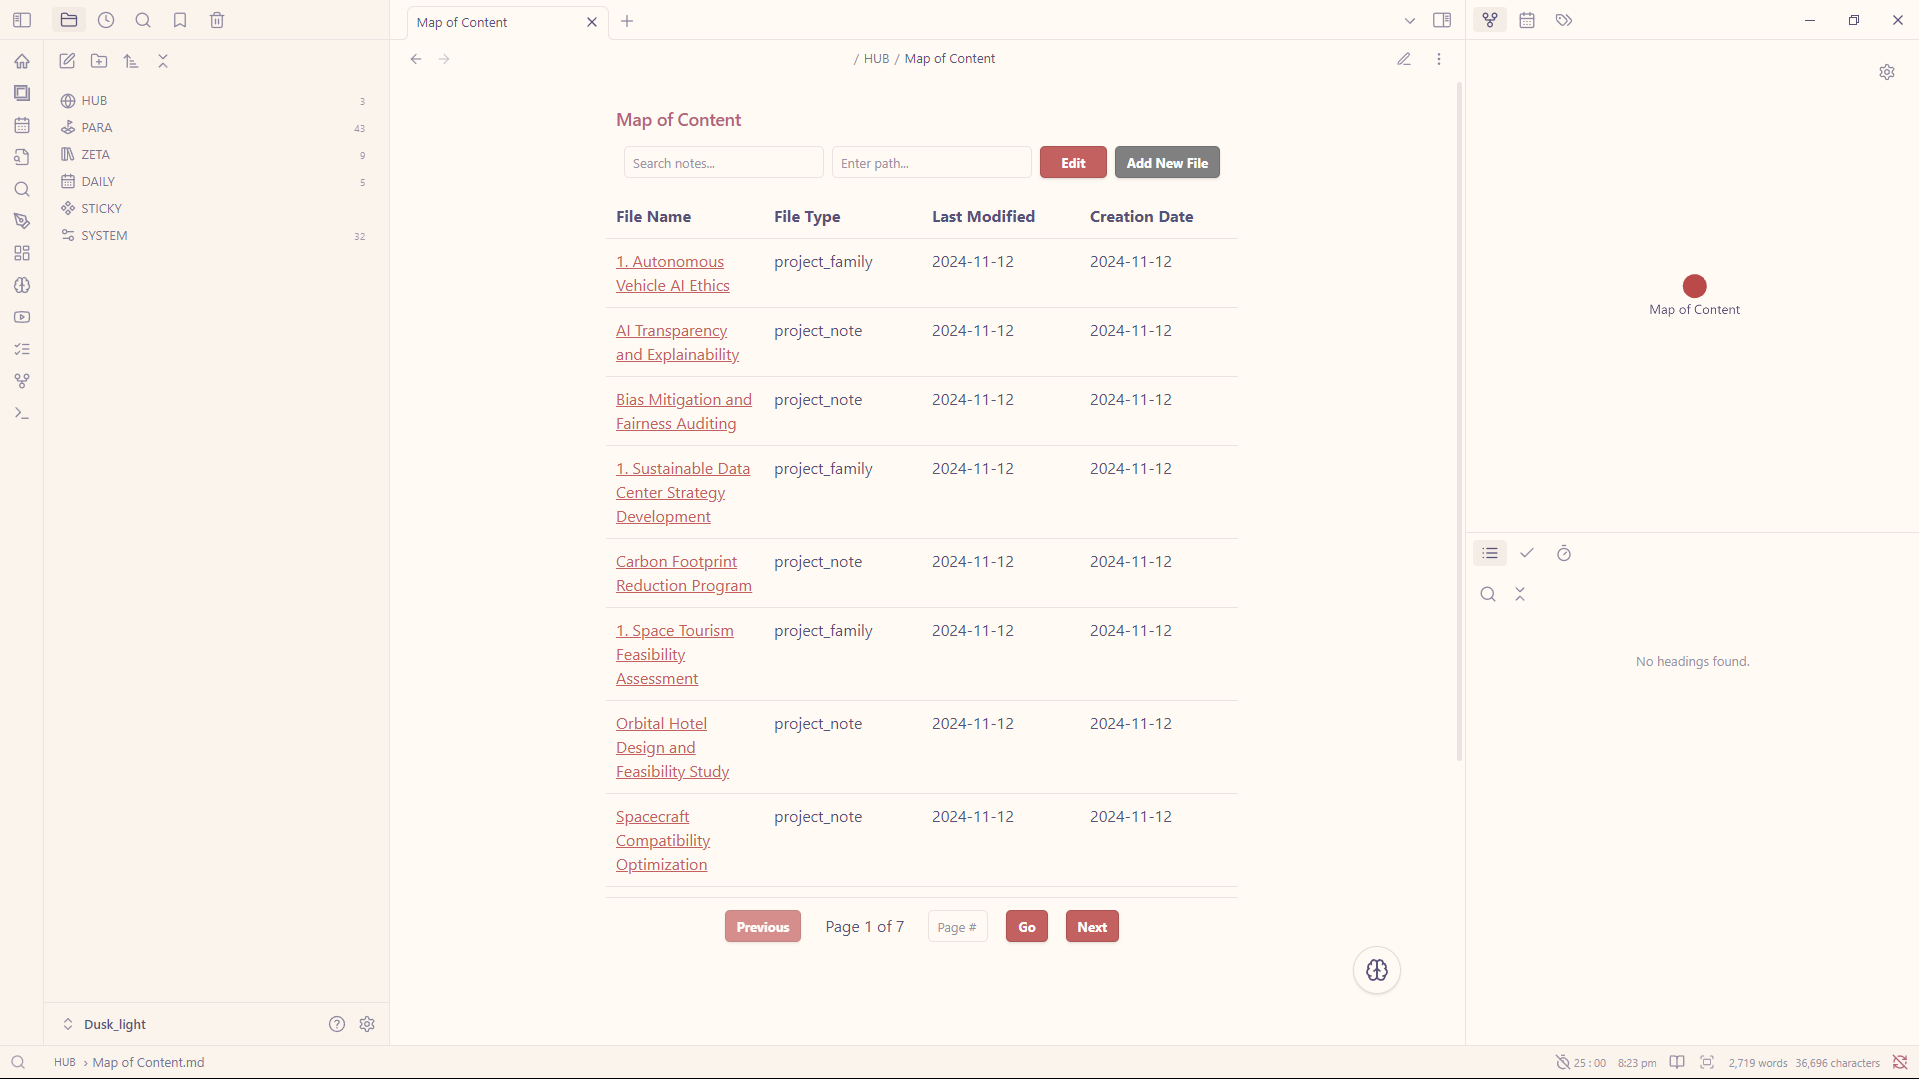 Map of Content
/ HUB / Map of Content
HUB 3
PARA 43
ZETA 9
DAILY 5
STICKY
SYSTEM 32
Dusk_light
Map of Content
Search notes...
Enter path...
Edit
Add New File
File Name File Type Last Modified Creation Date
1. Autonomous
Vehicle AI Ethics
project_family 2024-11-12 2024-11-12
AI Transparency
and Explainability
project_note 2024-11-12 2024-11-12
Bias Mitigation and
Fairness Auditing
project_note 2024-11-12 2024-11-12
1. Sustainable Data
Center Strategy
Development
project_family 2024-11-12 2024-11-12
Carbon Footprint
Reduction Program
project_note 2024-11-12 2024-11-12
1. Space Tourism
Feasibility
Assessment
project_family 2024-11-12 2024-11-12
Orbital Hotel
Design and
Feasibility Study
project_note 2024-11-12 2024-11-12
Spacecraft
Compatibility
Optimization
project_note 2024-11-12 2024-11-12
Previous
Page 1 of 7
Page #
Go
Next
Map of Content
No headings found.
HUB › Map of Content.md
25 : 00
8:23 pm
2,719 words
36,696 characters